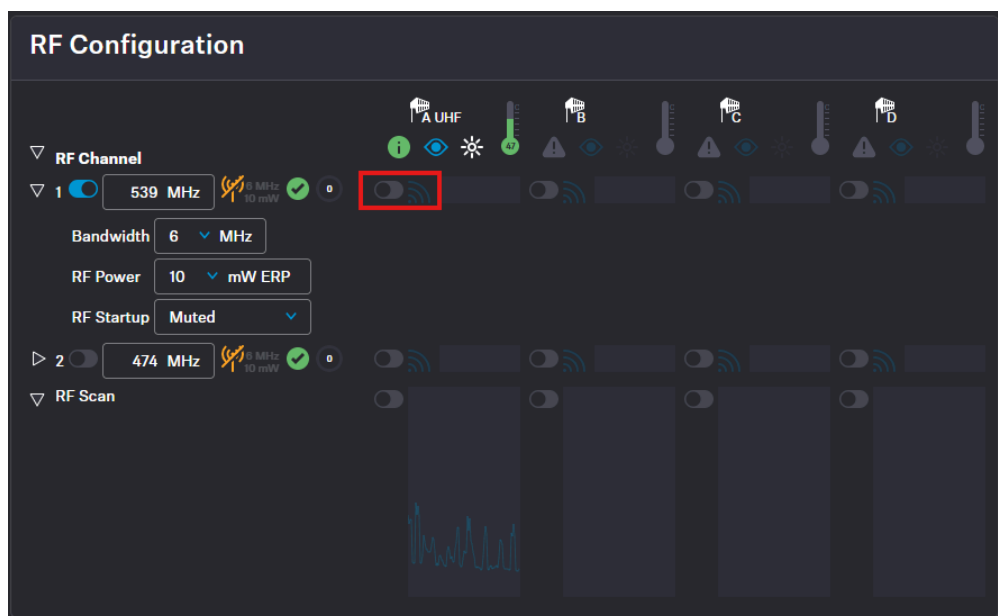 RF Configuration
A UHF
B
C
D
47
RF Channel
1 539 MHz 6 MHz 0
10 mW
Bandwidth 6 MHz
RF Power 10 mW ERP
RF Startup Muted
2 474 MHz 6 MHz 0
10 mW
RF Scan